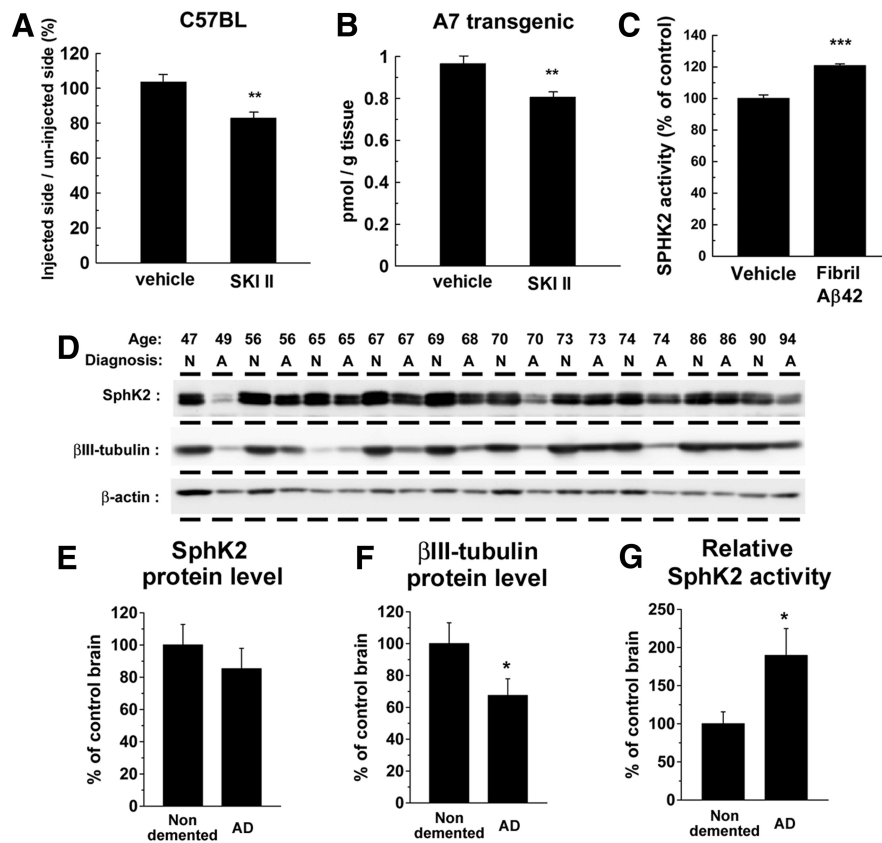 A
C57BL
Injected side / un-injected side (%)
120
100
80
60
40
20
0
**
vehicle
SKI II
B
A7 transgenic
pmol / g tissue
1
0.8
0.6
0.4
0.2
0
**
vehicle
SKI II
C
SPHK2 activity (% of control)
140
120
100
80
60
40
20
0
***
Vehicle
Fibril
Aβ42
D
Age: 47 49 56 56 65 65 67 67 69 68 70 70 73 73 74 74 86 86 90 94
Diagnosis: N A N A N A N A N A N A N A N A N A N A
SphK2 :
βIII-tubulin :
β-actin :
E
SphK2
protein level
% of control brain
120
100
80
60
40
20
0
Non
demented
AD
F
βIII-tubulin
protein level
% of control brain
120
100
80
60
40
20
0
*
Non
demented
AD
G
Relative
SphK2 activity
% of control brain
250
200
150
100
50
0
*
Non
demented
AD